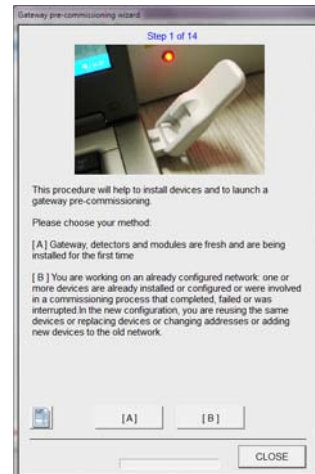 Gateway pre-commissioning wizard
Step 1 of 14
This procedure will help to install devices and to launch a
gateway pre-commissioning.
Please choose your method:
[ A ] Gateway, detectors and modules are fresh and are being
installed for the first time
[ B ] You are working on an already configured network: one or
more devices are already installed or configured or were involved
in a commissioning process that completed, failed or was
interrupted.In the new configuration, you are reusing the same
devices or replacing devices or changing addresses or adding
new devices to the old network.
[ A ]
[ B ]
CLOSE